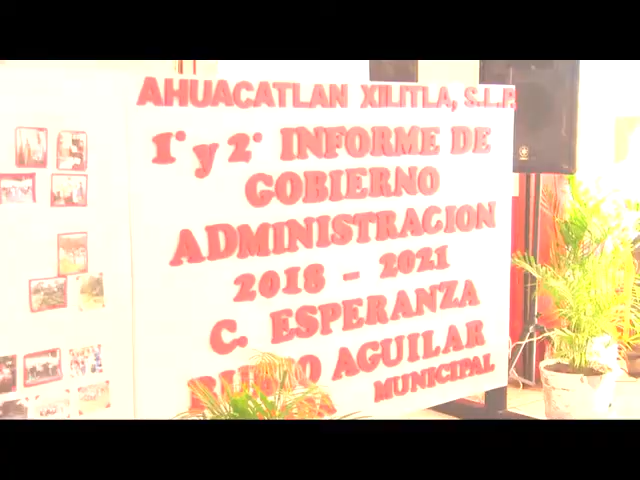 AHUACATLAN XILITLA, S.L.P.
1° y 2° INFORME DE
GOBIERNO
ADMINISTRACION
2018 - 2021
C. ESPERANZA
AGUILAR
MUNICIPAL